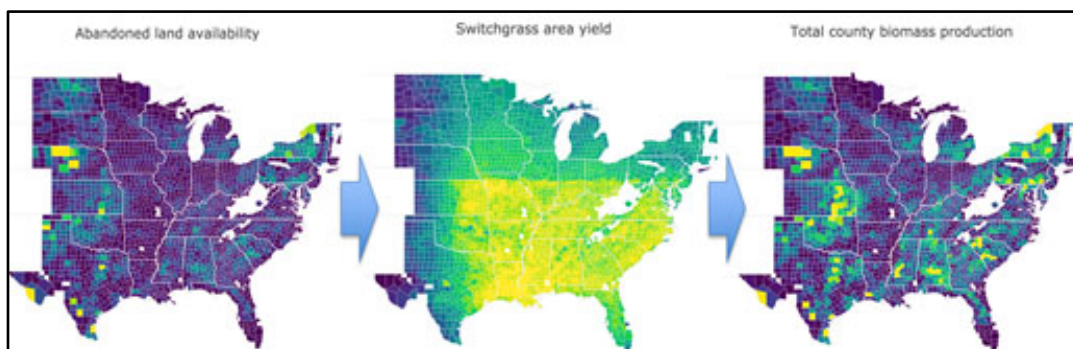 Abandoned land availability
Switchgrass area yield
Total county biomass production